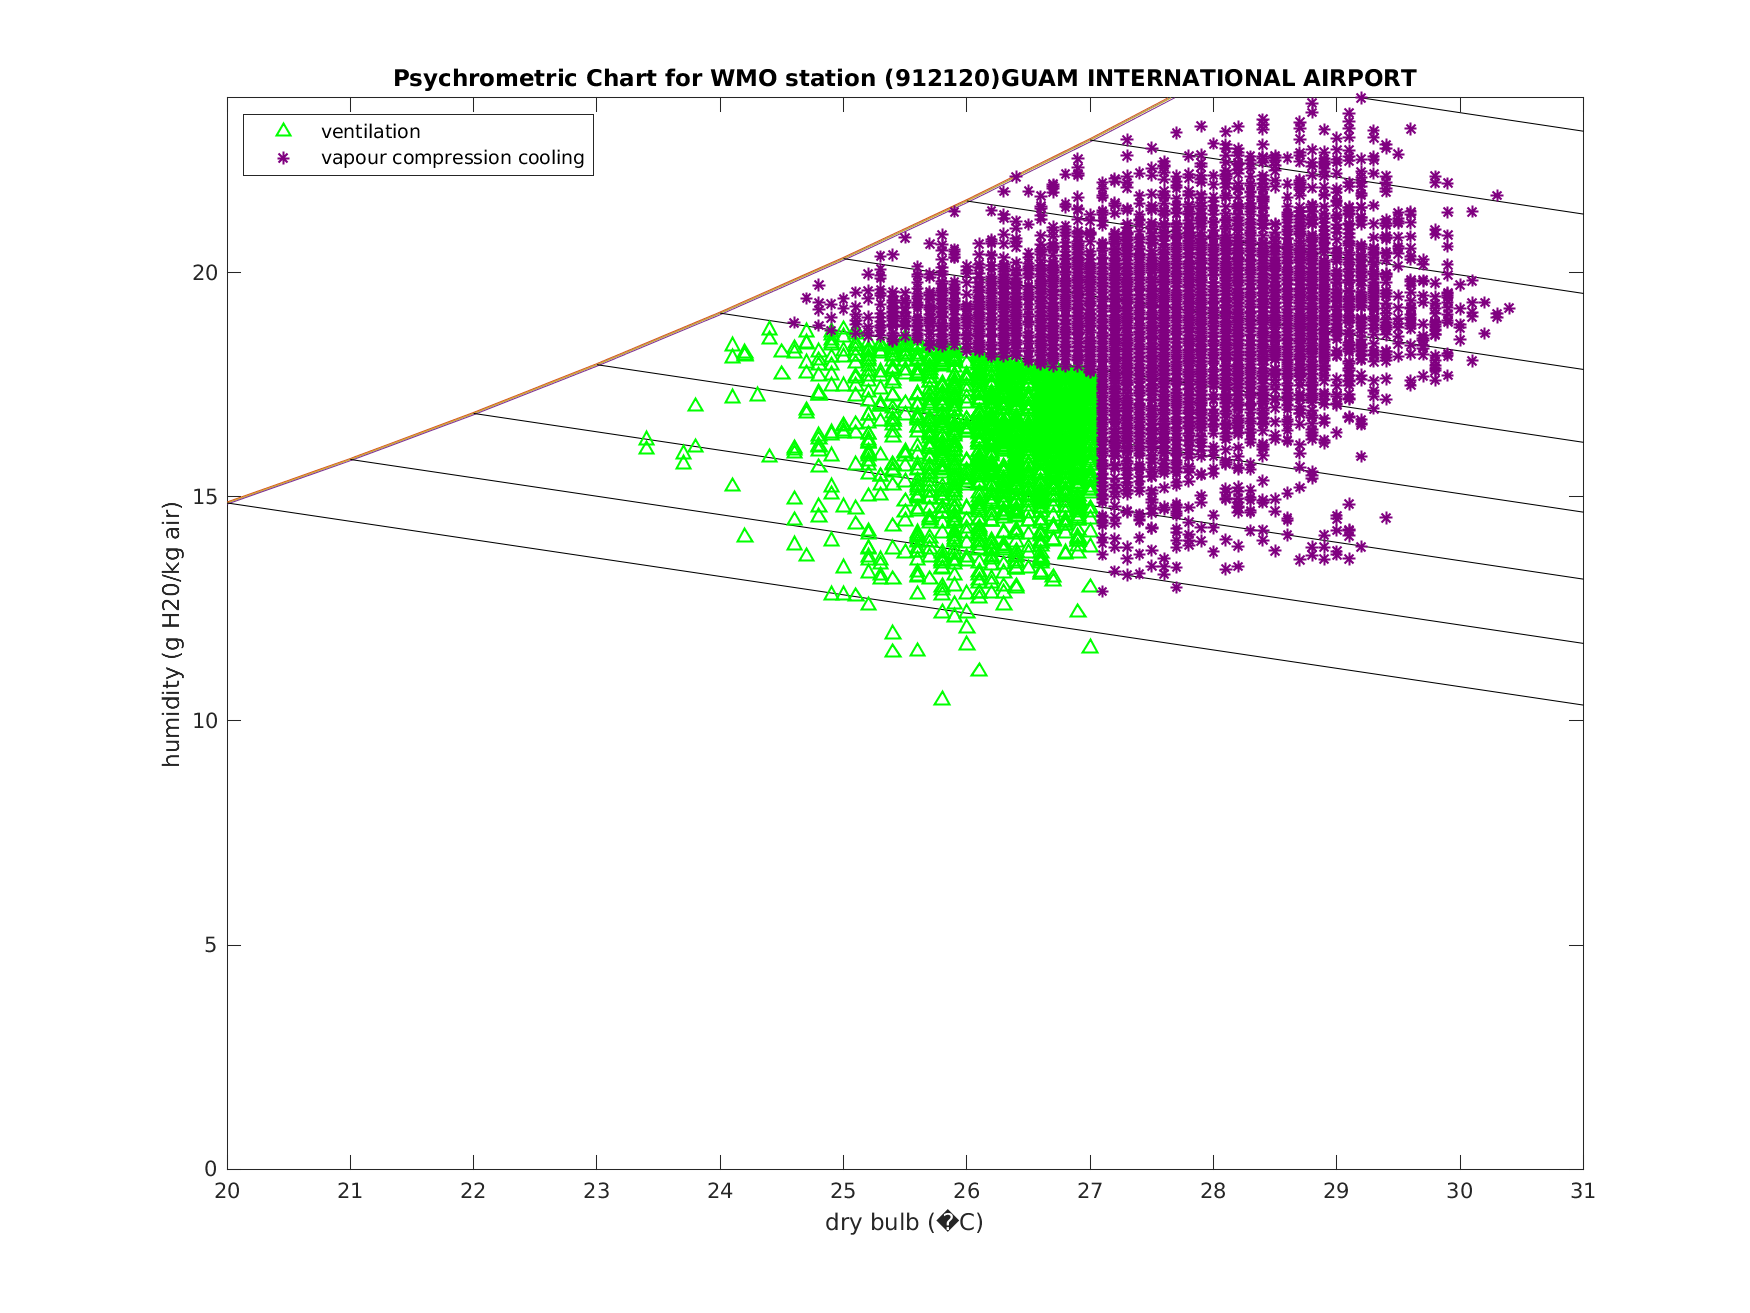 Psychrometric Chart for WMO station (912120)GUAM INTERNATIONAL AIRPORT
ventilation
vapour compression cooling
humidity (g H20/kg air)
20
15
10
5
0
20 21 22 23 24 25 26 27 28 29 30 31
dry bulb (�C)